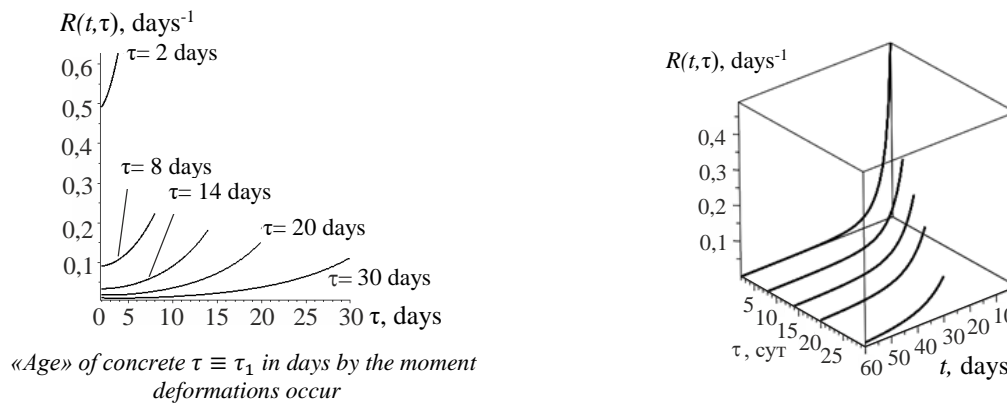 R(t,τ), days⁻¹
0,6
0,5
0,4
0,3
0,2
0,1
τ= 2 days
τ= 8 days
τ= 14 days
τ= 20 days
τ= 30 days
0 5 10 15 20 25 30 τ, days
«Age» of concrete τ ≡ τ₁ in days by the moment
deformations occur
R(t,τ), days⁻¹
0,4
0,3
0,2
0,1
5 10 15 20 25
τ, сут
60 50 40 30 20 10
t, days